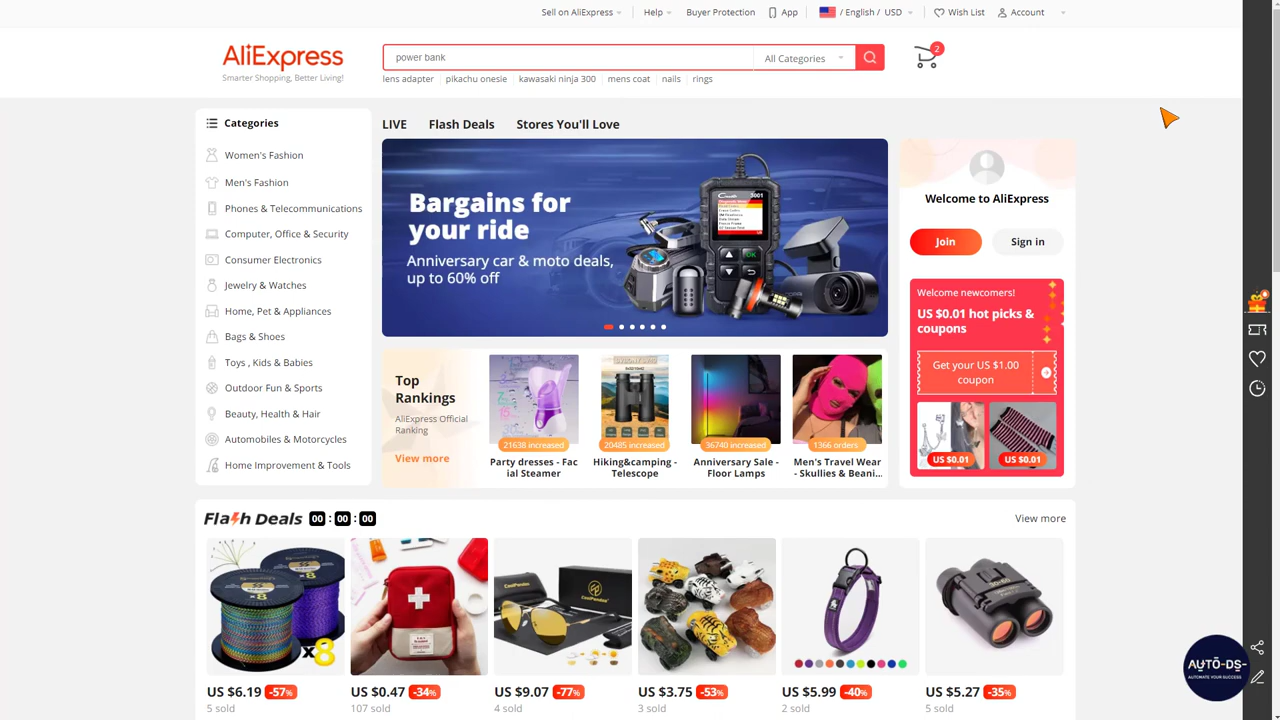 Sell on AliExpress
Help
Buyer Protection
App
/ English / USD
Wish List
Account
AliExpress
Smarter Shopping, Better Living!
power bank
All Categories
2
lens adapter
pikachu onesie
kawasaki ninja 300
mens coat
nails
rings
Categories
Women's Fashion
Men's Fashion
Phones & Telecommunications
Computer, Office & Security
Consumer Electronics
Jewelry & Watches
Home, Pet & Appliances
Bags & Shoes
Toys , Kids & Babies
Outdoor Fun & Sports
Beauty, Health & Hair
Automobiles & Motorcycles
Home Improvement & Tools
LIVE
Flash Deals
Stores You'll Love
Bargains for
your ride
Anniversary car & moto deals,
up to 60% off
OK
Welcome to AliExpress
Join
Sign in
Welcome newcomers!
US $0.01 hot picks &
coupons
Get your US $1.00
coupon
US $0.01
US $0.01
Top
Rankings
AliExpress Official
Ranking
View more
21638 increased
Party dresses - Fac
ial Steamer
20485 increased
Hiking&camping -
Telescope
36740 increased
Anniversary Sale -
Floor Lamps
1366 orders
Men's Travel Wear
- Skullies & Beani...
Flash Deals
00 : 00 : 00
View more
x8
x8
CoolPandas
US $6.19 -57%
5 sold
US $0.47 -34%
107 sold
US $9.07 -77%
4 sold
US $3.75 -53%
3 sold
US $5.99 -40%
2 sold
US $5.27 -35%
5 sold
AUTO-DS-
AUTOMATE YOUR SUCCESS